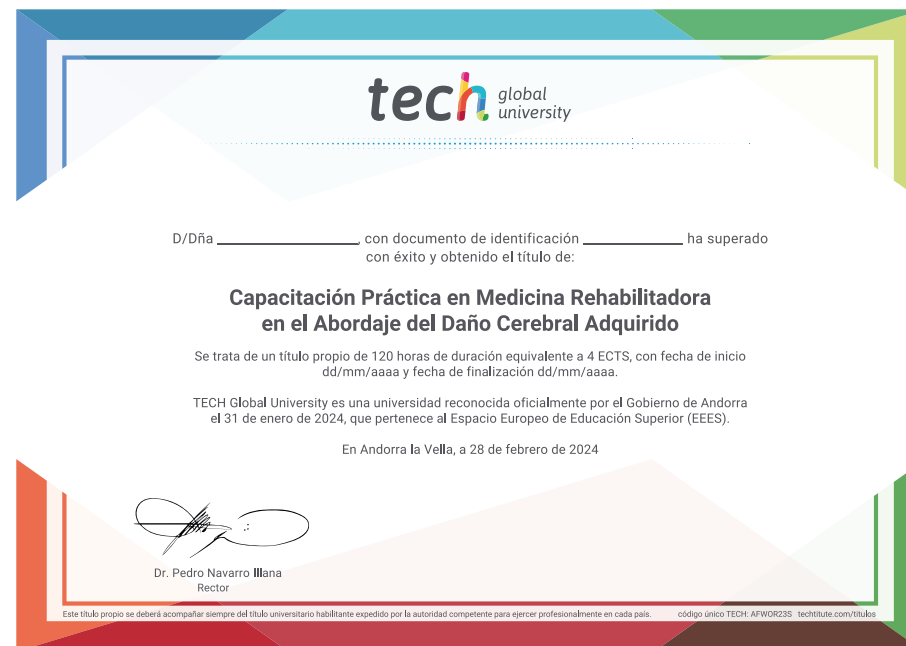 tech global university
D/Dña ____________________, con documento de identificación ______________ ha superado
con éxito y obtenido el título de:
Capacitación Práctica en Medicina Rehabilitadora
en el Abordaje del Daño Cerebral Adquirido
Se trata de un título propio de 120 horas de duración equivalente a 4 ECTS, con fecha de inicio
dd/mm/aaaa y fecha de finalización dd/mm/aaaa.
TECH Global University es una universidad reconocida oficialmente por el Gobierno de Andorra
el 31 de enero de 2024, que pertenece al Espacio Europeo de Educación Superior (EEES).
En Andorra la Vella, a 28 de febrero de 2024
Dr. Pedro Navarro Illana
Rector
Este título propio se deberá acompañar siempre del título universitario habilitante expedido por la autoridad competente para ejercer profesionalmente en cada país. código único TECH: AFWOR23S techtitute.com/titulos